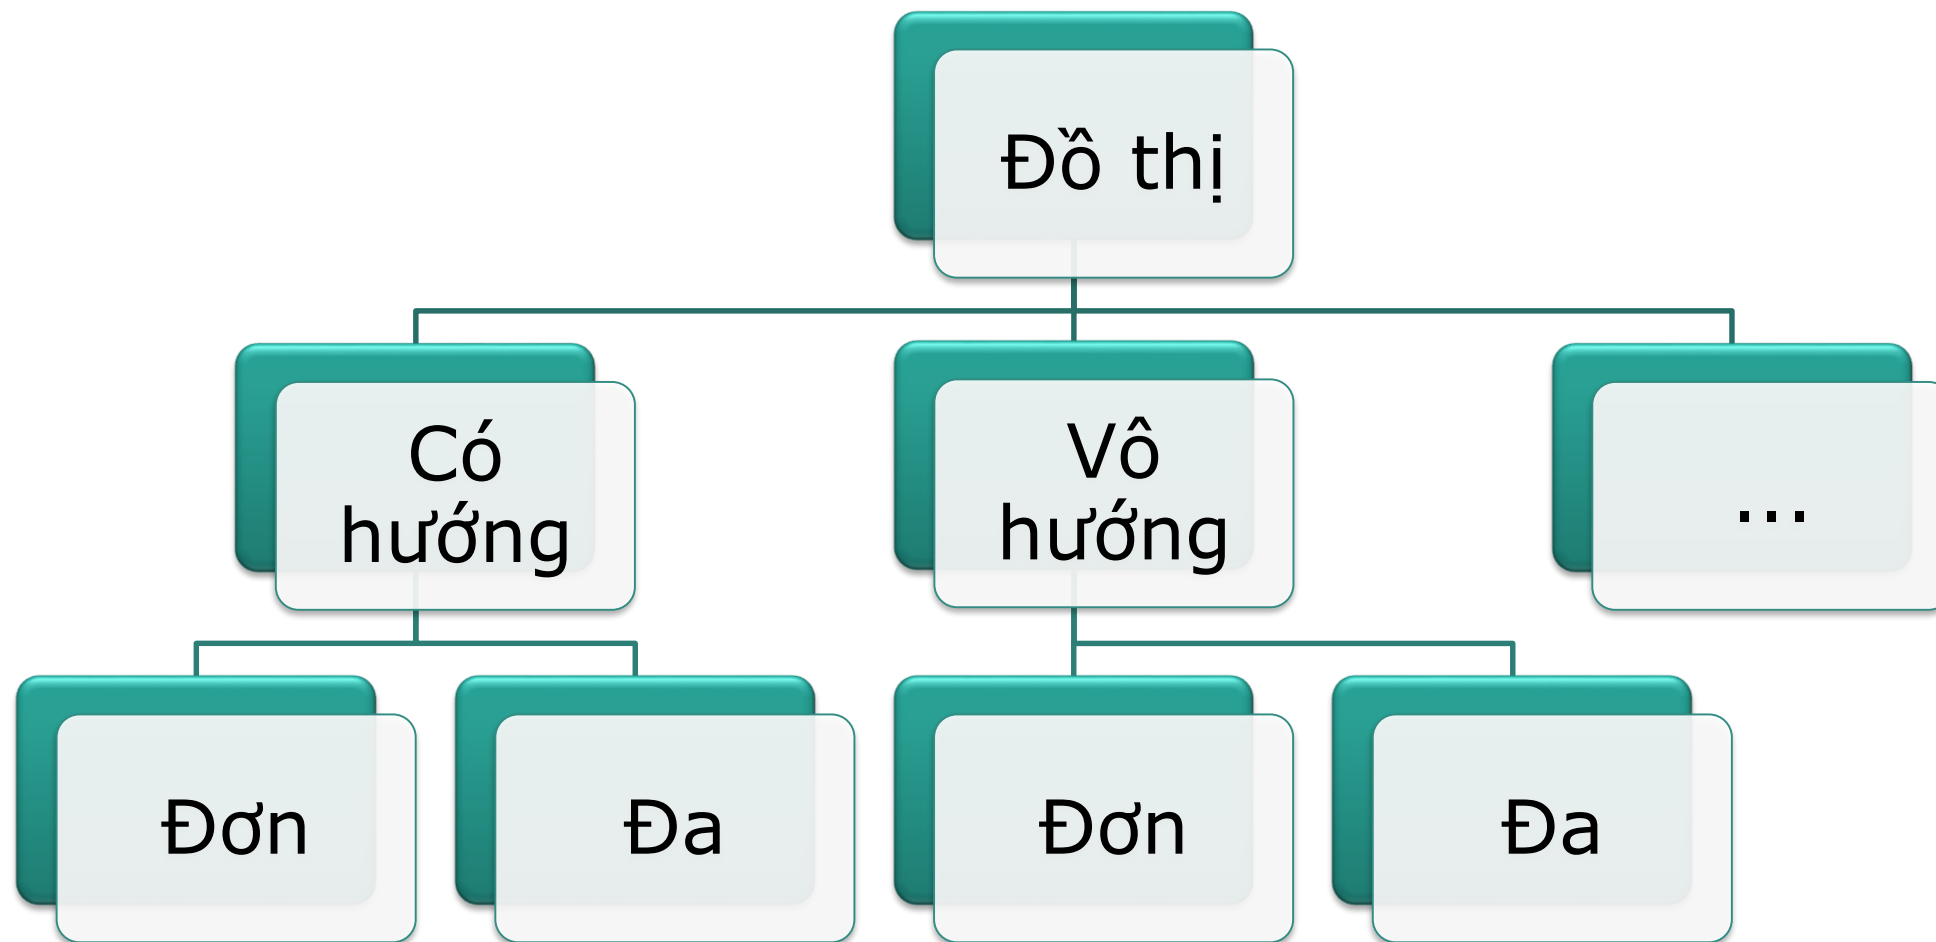 Đồ thị
Có
hướng
Vô
hướng
...
Đơn
Đa
Đơn
Đa